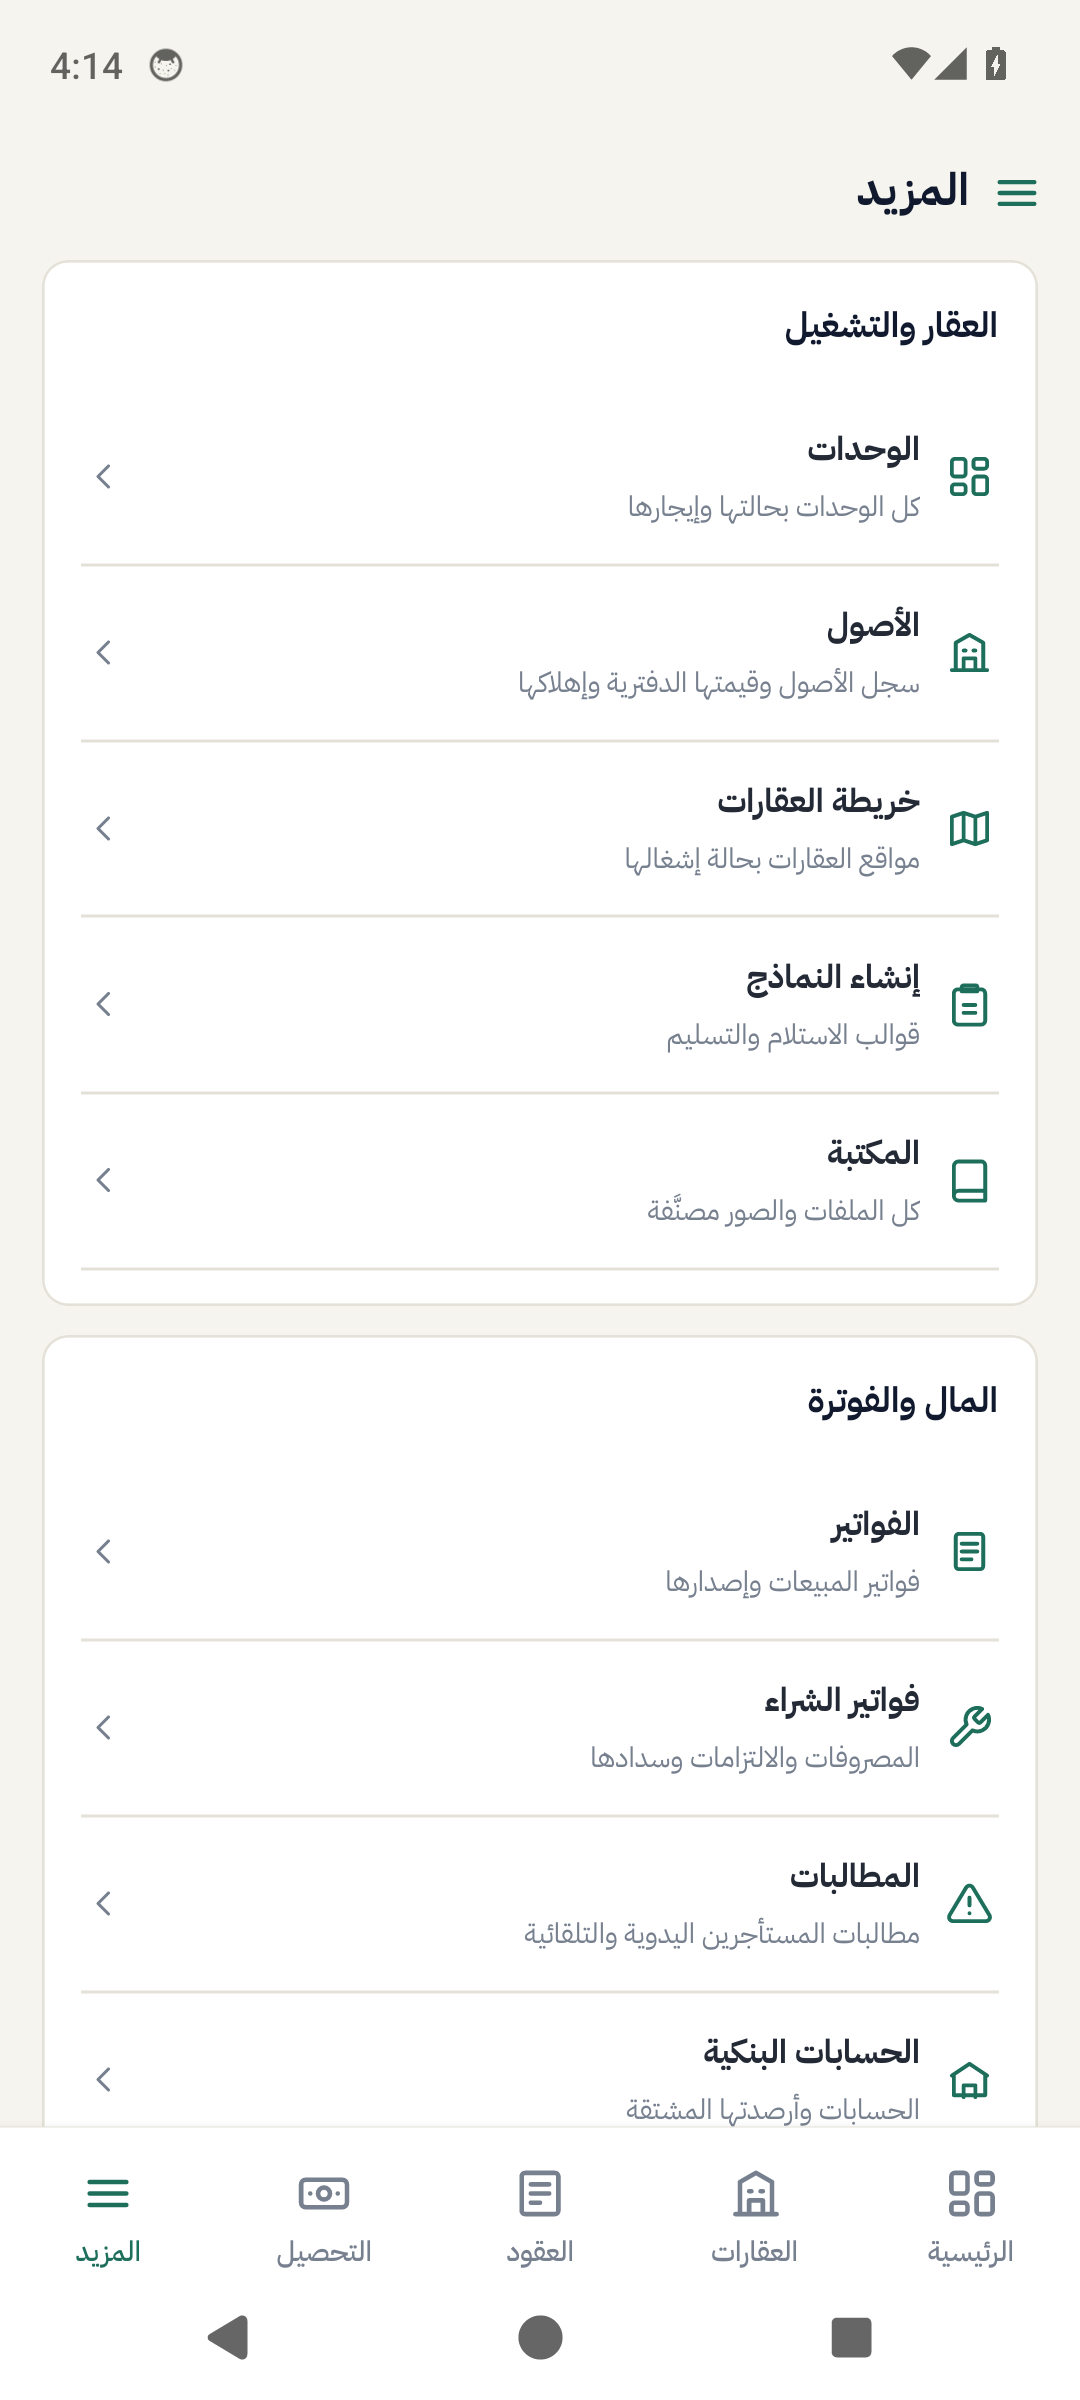 4:14
المزيد
العقار والتشغيل
الوحدات
كل الوحدات بحالتها وإيجارها
الأصول
سجل الأصول وقيمتها الدفترية وإهلاكها
خريطة العقارات
مواقع العقارات بحالة إشغالها
إنشاء النماذج
قوالب الاستلام والتسليم
المكتبة
كل الملفات والصور مصنَّفة
المال والفوترة
الفواتير
فواتير المبيعات وإصدارها
فواتير الشراء
المصروفات والالتزامات وسدادها
المطالبات
مطالبات المستأجرين اليدوية والتلقائية
الحسابات البنكية
الحسابات وأرصدتها المشتقة
الرئيسية
العقارات
العقود
التحصيل
المزيد